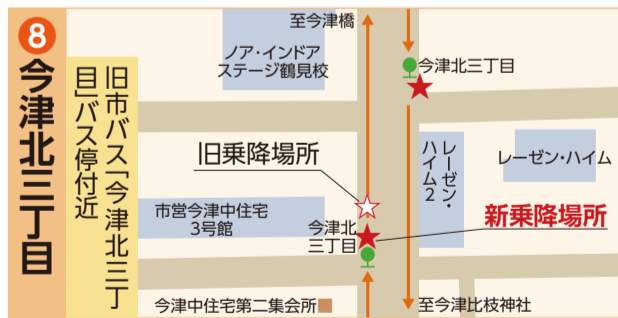 8
今津北三丁目
旧市バス「今津北三丁
目」バス停付近
至今津橋
ノア・インドア
ステージ鶴見校
今津北三丁目
旧乗降場所
レーゼン・
ハイム2
レーゼン・ハイム
市営今津中住宅
3号館
今津北
三丁目
新乗降場所
今津中住宅第二集会所
至今津比枝神社